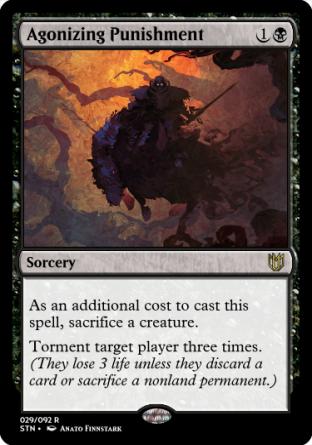 Agonizing Punishment 1
Sorcery
As an additional cost to cast this
spell, sacrifice a creature.
Torment target player three times.
(They lose 3 life unless they discard a
card or sacrifice a nonland permanent.)
029/092 R
STN • Anato Finnstark